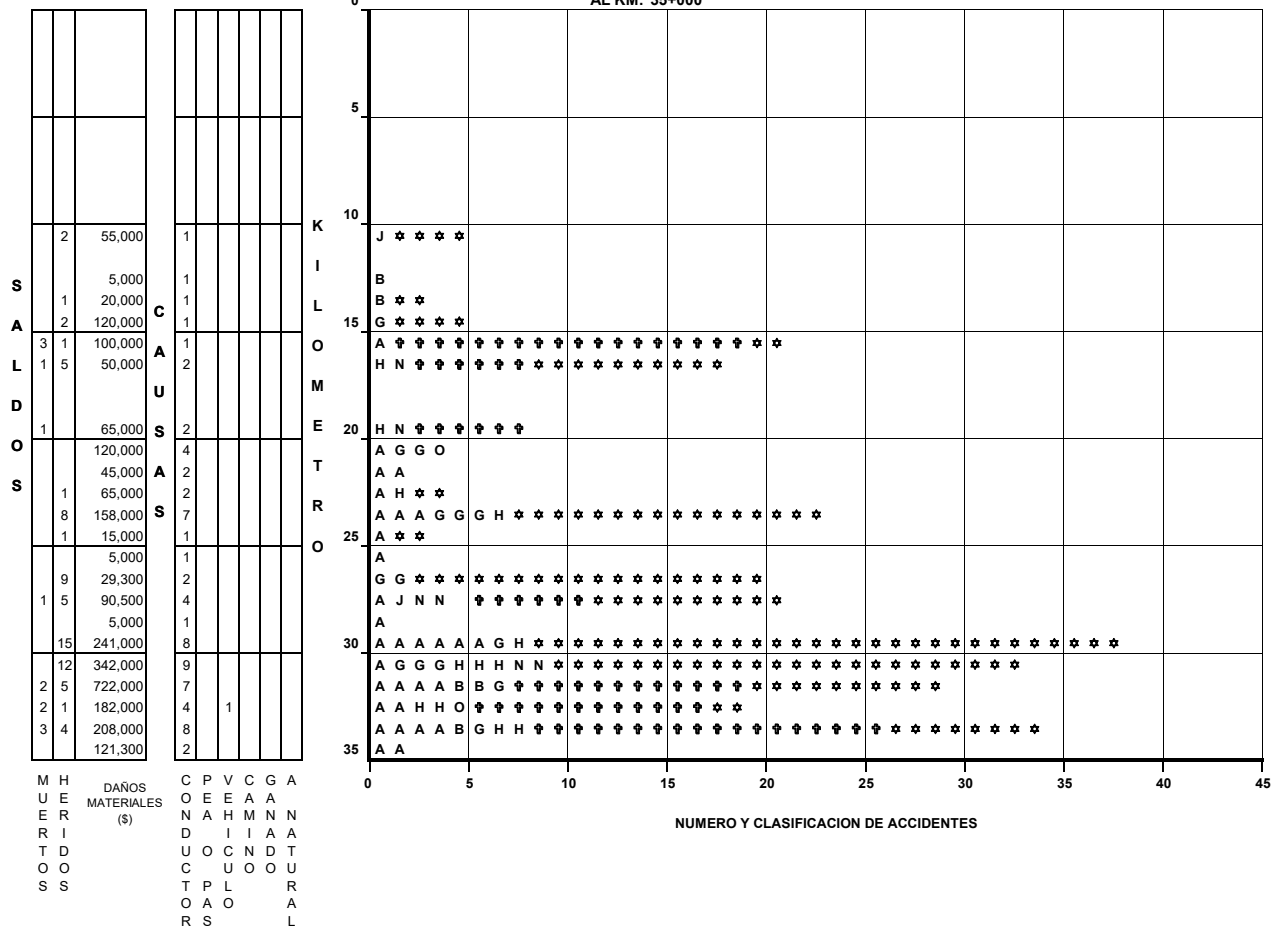 AL KM. 35+000
0
5
10
2 55,000 1 J ✡ ✡ ✡ ✡
5,000 1 B
1 20,000 1 B ✡ ✡
2 120,000 1 15 G ✡ ✡ ✡ ✡
3 1 100,000 1 A ✞ ✞ ✞ ✞ ✞ ✞ ✞ ✞ ✞ ✞ ✞ ✞ ✞ ✞ ✞ ✞ ✞ ✞ ✡ ✡
1 5 50,000 2 H N ✞ ✞ ✞ ✞ ✞ ✞ ✡ ✡ ✡ ✡ ✡ ✡ ✡ ✡ ✡ ✡
1 65,000 2 20 H N ✞ ✞ ✞ ✞ ✞ ✞
120,000 4 A G G O
45,000 2 A A
1 65,000 2 A H ✡ ✡
8 158,000 7 A A A G G G H ✡ ✡ ✡ ✡ ✡ ✡ ✡ ✡ ✡ ✡ ✡ ✡ ✡ ✡ ✡ ✡
1 15,000 1 25 A ✡ ✡
5,000 1 A
9 29,300 2 G G ✡ ✡ ✡ ✡ ✡ ✡ ✡ ✡ ✡ ✡ ✡ ✡ ✡ ✡ ✡ ✡ ✡ ✡
1 5 90,500 4 A J N N ✞ ✞ ✞ ✞ ✞ ✞ ✡ ✡ ✡ ✡ ✡ ✡ ✡ ✡ ✡ ✡
5,000 1 A
15 241,000 8 30 A A A A A A G H ✡ ✡ ✡ ✡ ✡ ✡ ✡ ✡ ✡ ✡ ✡ ✡ ✡ ✡ ✡ ✡ ✡ ✡ ✡ ✡ ✡ ✡ ✡ ✡ ✡ ✡ ✡ ✡ ✡ ✡
12 342,000 9 A G G G H H H N N ✡ ✡ ✡ ✡ ✡ ✡ ✡ ✡ ✡ ✡ ✡ ✡ ✡ ✡ ✡ ✡ ✡ ✡ ✡ ✡ ✡ ✡ ✡ ✡
2 5 722,000 7 A A A A B B G ✞ ✞ ✞ ✞ ✞ ✞ ✞ ✞ ✞ ✞ ✞ ✞ ✡ ✡ ✡ ✡ ✡ ✡ ✡ ✡ ✡ ✡
2 1 182,000 4 1 A A H H O ✞ ✞ ✞ ✞ ✞ ✞ ✞ ✞ ✞ ✞ ✞ ✞ ✡ ✡
3 4 208,000 8 A A A A B G H H ✞ ✞ ✞ ✞ ✞ ✞ ✞ ✞ ✞ ✞ ✞ ✞ ✞ ✞ ✞ ✞ ✞ ✞ ✡ ✡ ✡ ✡ ✡ ✡ ✡ ✡
121,300 2 35 A A
SALDOS
CAUSAS
KILOMETRO
MUERTOS
HERIDOS
DAÑOS
MATERIALES
($)
CONDUCTOR
PEA O PAS
VEHICULO
CAMINO
GANADO
A NATURAL
0 5 10 15 20 25 30 35 40 45
NUMERO Y CLASIFICACION DE ACCIDENTES